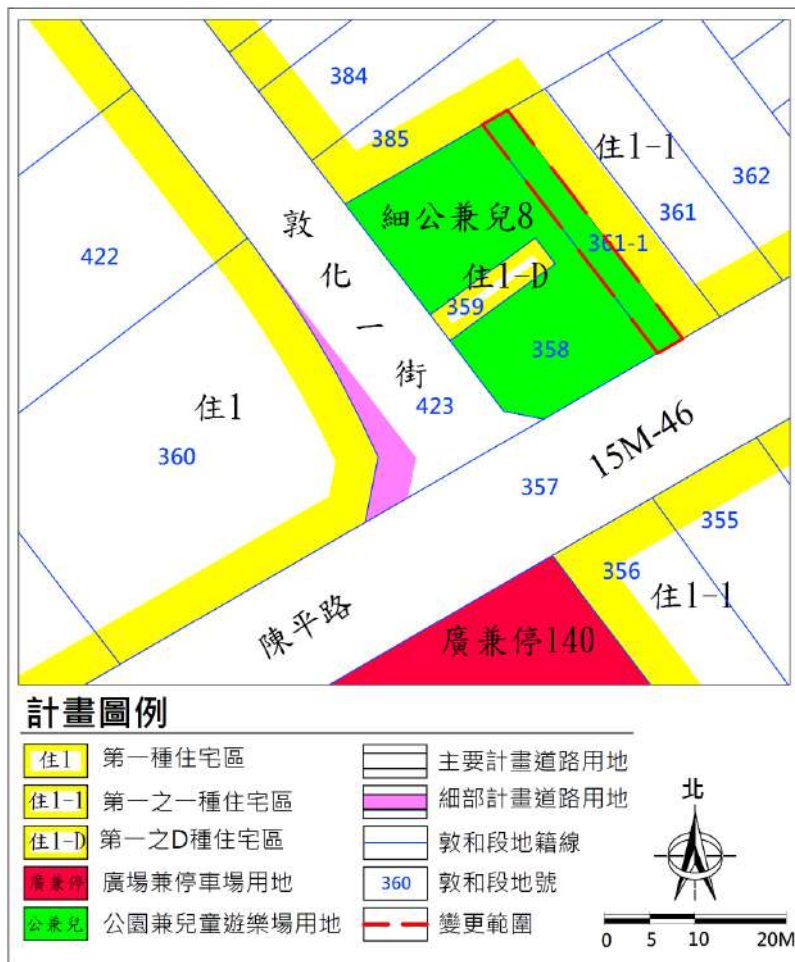 384
385
住1-1
362
361
361-1
細公兼兒8
敦化一街
422
住1-D
359
358
住1
423
360
15M-46
357
355
356
住1-1
陳平路
廣兼停140
計畫圖例
住1 第一種住宅區
住1-1 第一之一種住宅區
住1-D 第一之D種住宅區
廣兼停 廣場兼停車場用地
公兼兒 公園兼兒童遊樂場用地
主要計畫道路用地
細部計畫道路用地
敦和段地籍線
360 敦和段地號
變更範圍
北
0 5 10 20M